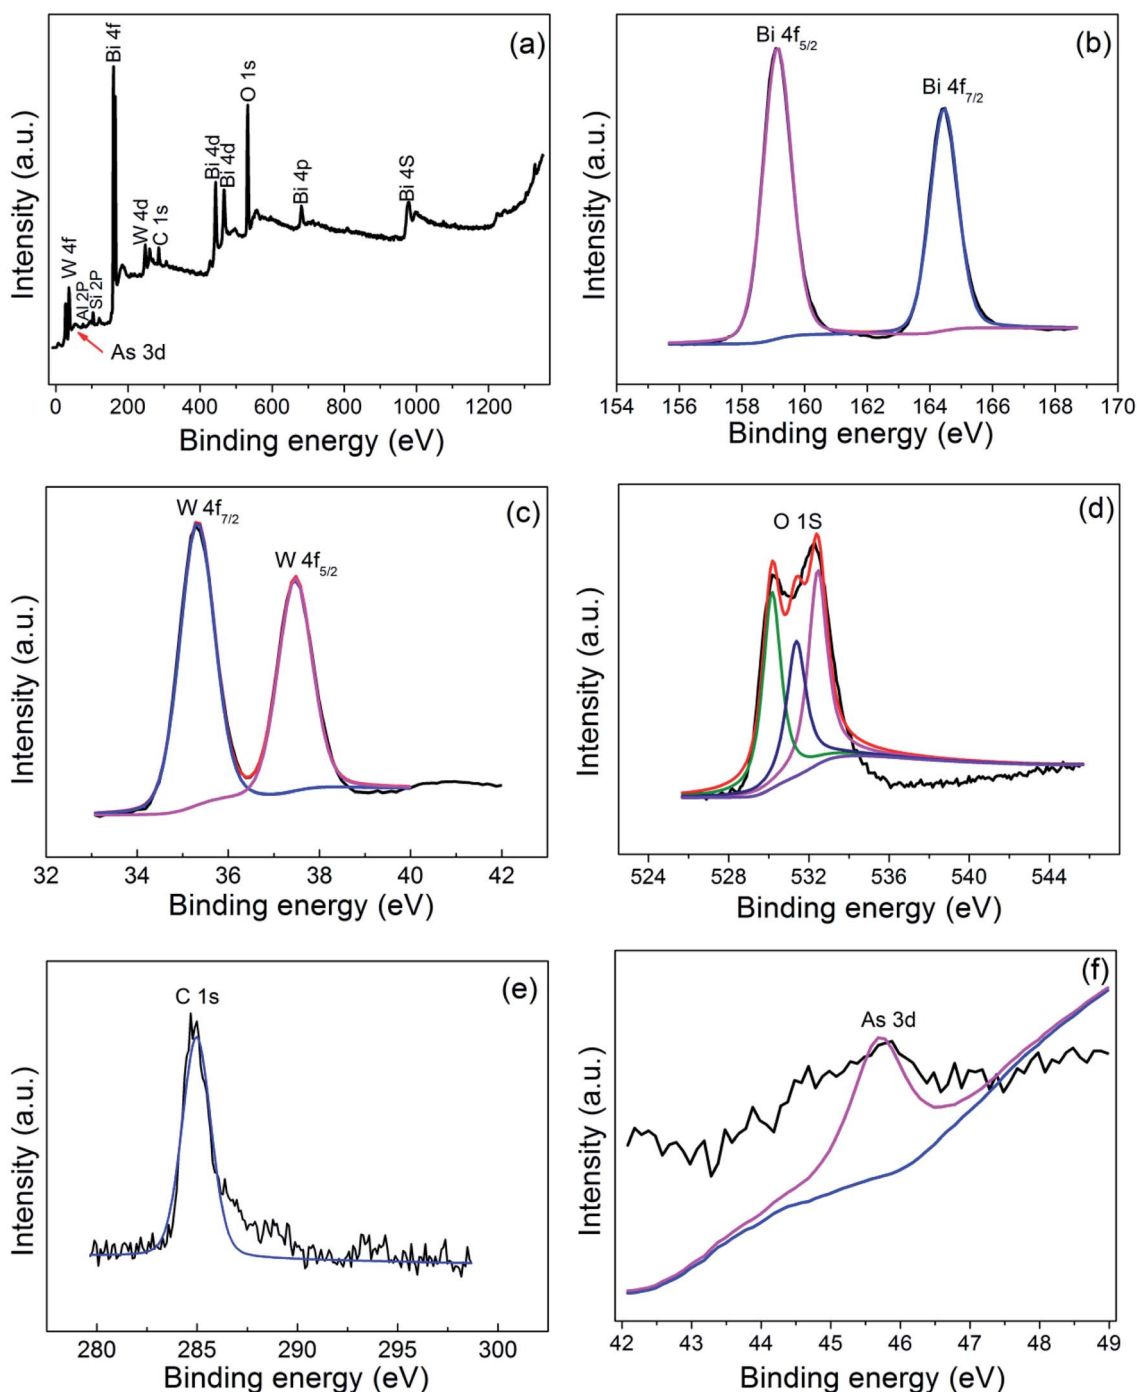 (a)
Bi 4f
O 1s
Bi 4d
Bi 4d
Bi 4p
Bi 4S
W 4d
C 1s
W 4f
Al 2P
Si 2P
As 3d
Intensity (a.u.)
0 200 400 600 800 1000 1200
Binding energy (eV)
(b)
Bi 4f5/2
Bi 4f7/2
Intensity (a.u.)
154 156 158 160 162 164 166 168 170
Binding energy (eV)
(c)
W 4f7/2
W 4f5/2
Intensity (a.u.)
32 34 36 38 40 42
Binding energy (eV)
(d)
O 1S
Intensity (a.u.)
524 528 532 536 540 544
Binding energy (eV)
(e)
C 1s
Intensity (a.u.)
280 285 290 295 300
Binding energy (eV)
(f)
As 3d
Intensity (a.u.)
42 43 44 45 46 47 48 49
Binding energy (eV)